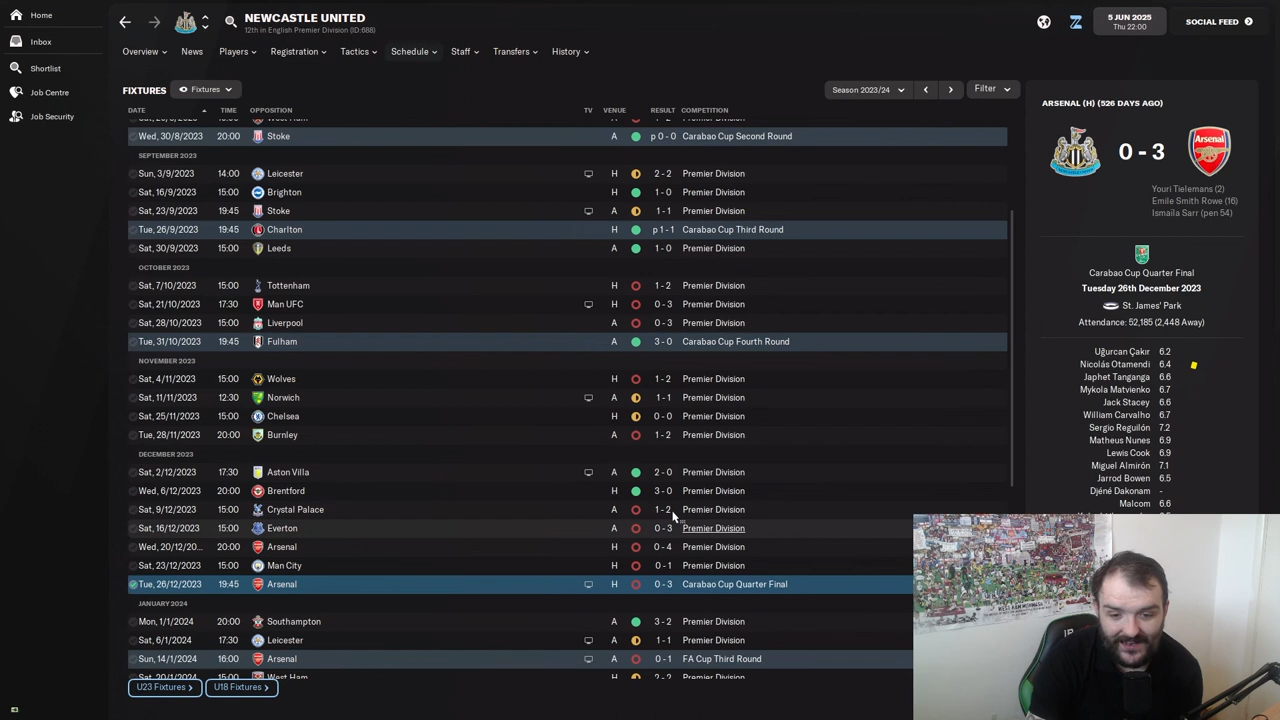 Home
NEWCASTLE UNITED
12th in English Premier Division (ID:688)
5 JUN 2025
Thu 22:00
SOCIAL FEED
Inbox
Shortlist
Job Centre
Job Security
Overview
News
Players
Registration
Tactics
Schedule
Staff
Transfers
History
FIXTURES
Fixtures
Season 2023/24
Filter
DATE TIME OPPOSITION TV VENUE RESULT COMPETITION
Wed, 30/8/2023 20:00 Stoke A p 0 - 0 Carabao Cup Second Round
SEPTEMBER 2023
Sun, 3/9/2023 14:00 Leicester H 2 - 2 Premier Division
Sat, 16/9/2023 15:00 Brighton H 1 - 0 Premier Division
Sat, 23/9/2023 19:45 Stoke A 1 - 1 Premier Division
Tue, 26/9/2023 19:45 Charlton H p 1 - 1 Carabao Cup Third Round
Sat, 30/9/2023 15:00 Leeds A 1 - 0 Premier Division
OCTOBER 2023
Sat, 7/10/2023 15:00 Tottenham H 1 - 2 Premier Division
Sat, 21/10/2023 17:30 Man UFC H 0 - 3 Premier Division
Sat, 28/10/2023 15:00 Liverpool A 0 - 3 Premier Division
Tue, 31/10/2023 19:45 Fulham A 3 - 0 Carabao Cup Fourth Round
NOVEMBER 2023
Sat, 4/11/2023 15:00 Wolves H 1 - 2 Premier Division
Sat, 11/11/2023 12:30 Norwich A 1 - 1 Premier Division
Sat, 25/11/2023 15:00 Chelsea H 0 - 0 Premier Division
Tue, 28/11/2023 20:00 Burnley A 1 - 2 Premier Division
DECEMBER 2023
Sat, 2/12/2023 17:30 Aston Villa A 2 - 0 Premier Division
Wed, 6/12/2023 20:00 Brentford H 3 - 0 Premier Division
Sat, 9/12/2023 15:00 Crystal Palace A 1 - 2 Premier Division
Sat, 16/12/2023 15:00 Everton A 0 - 3 Premier Division
Wed, 20/12/20... 20:00 Arsenal H 0 - 4 Premier Division
Sat, 23/12/2023 15:00 Man City H 0 - 1 Premier Division
Tue, 26/12/2023 19:45 Arsenal H 0 - 3 Carabao Cup Quarter Final
JANUARY 2024
Mon, 1/1/2024 20:00 Southampton H 3 - 2 Premier Division
Sat, 6/1/2024 17:30 Leicester A 1 - 1 Premier Division
Sun, 14/1/2024 16:00 Arsenal A 0 - 1 FA Cup Third Round
U23 Fixtures
U18 Fixtures
ARSENAL (H) (526 DAYS AGO)
0 - 3
Arsenal
Youri Tielemans (2)
Emile Smith Rowe (16)
Ismaïla Sarr (pen 54)
Carabao Cup Quarter Final
Tuesday 26th December 2023
St. James' Park
Attendance: 52,185 (2,448 Away)
Uğurcan Çakır 6.2
Nicolás Otamendi 6.4
Japhet Tanganga 6.6
Mykola Matvienko 6.7
Jack Stacey 6.6
William Carvalho 6.7
Sergio Reguilón 7.2
Matheus Nunes 6.9
Lewis Cook 6.9
Miguel Almirón 7.1
Jarrod Bowen 6.5
Djéné Dakonam -
Malcom 6.6